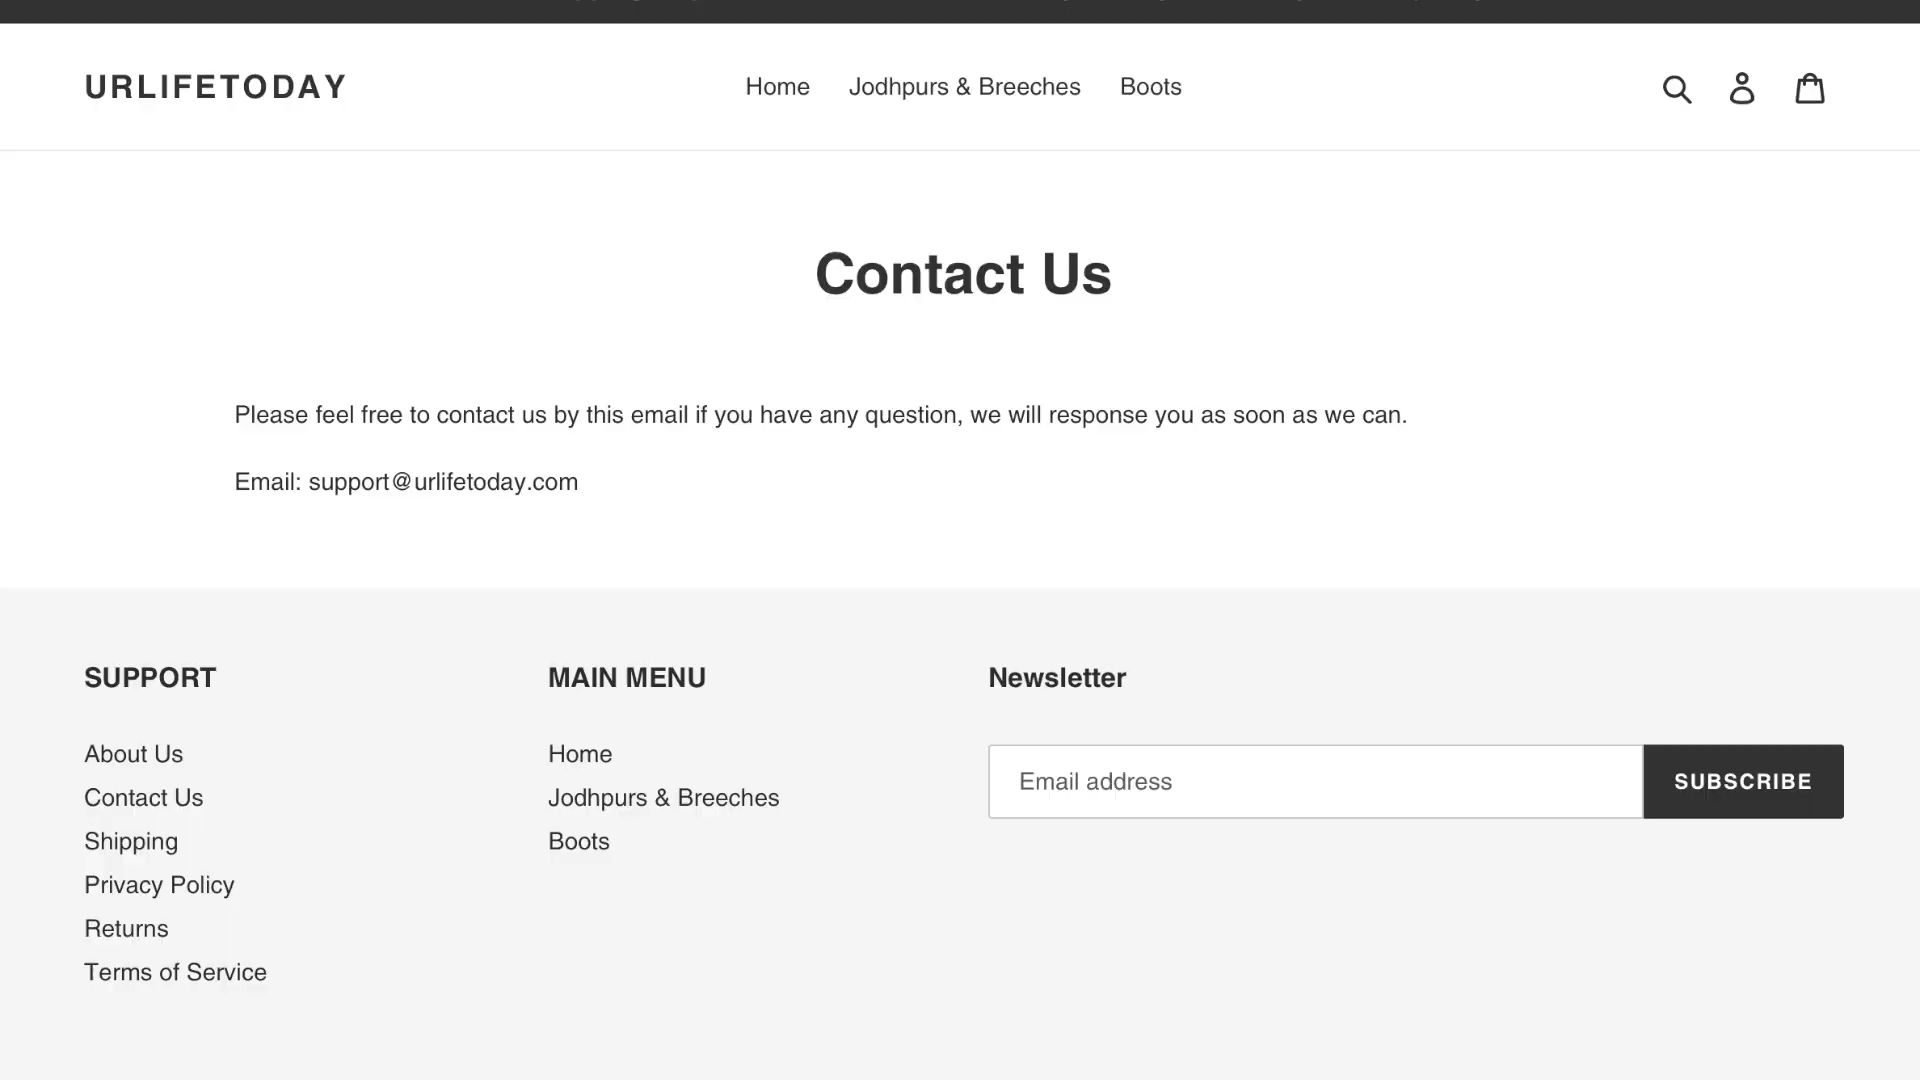 URLIFETODAY
Home Jodhpurs & Breeches Boots
Contact Us
Please feel free to contact us by this email if you have any question, we will response you as soon as we can.
Email: support@urlifetoday.com
SUPPORT
About Us
Contact Us
Shipping
Privacy Policy
Returns
Terms of Service
MAIN MENU
Home
Jodhpurs & Breeches
Boots
Newsletter
Email address
SUBSCRIBE